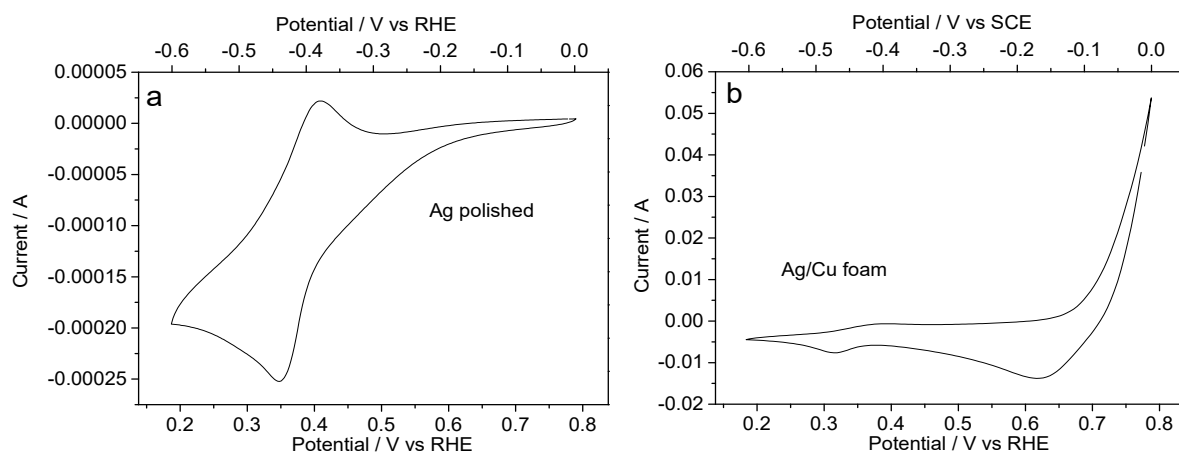 Potential / V vs RHE
-0.6 -0.5 -0.4 -0.3 -0.2 -0.1 0.0
a
0.00005
0.00000
-0.00005
-0.00010
-0.00015
-0.00020
-0.00025
Current / A
Ag polished
0.2 0.3 0.4 0.5 0.6 0.7 0.8
Potential / V vs RHE
Potential / V vs SCE
-0.6 -0.5 -0.4 -0.3 -0.2 -0.1 0.0
b
0.06
0.05
0.04
0.03
0.02
0.01
0.00
-0.01
-0.02
Current / A
Ag/Cu foam
0.2 0.3 0.4 0.5 0.6 0.7 0.8
Potential / V vs RHE